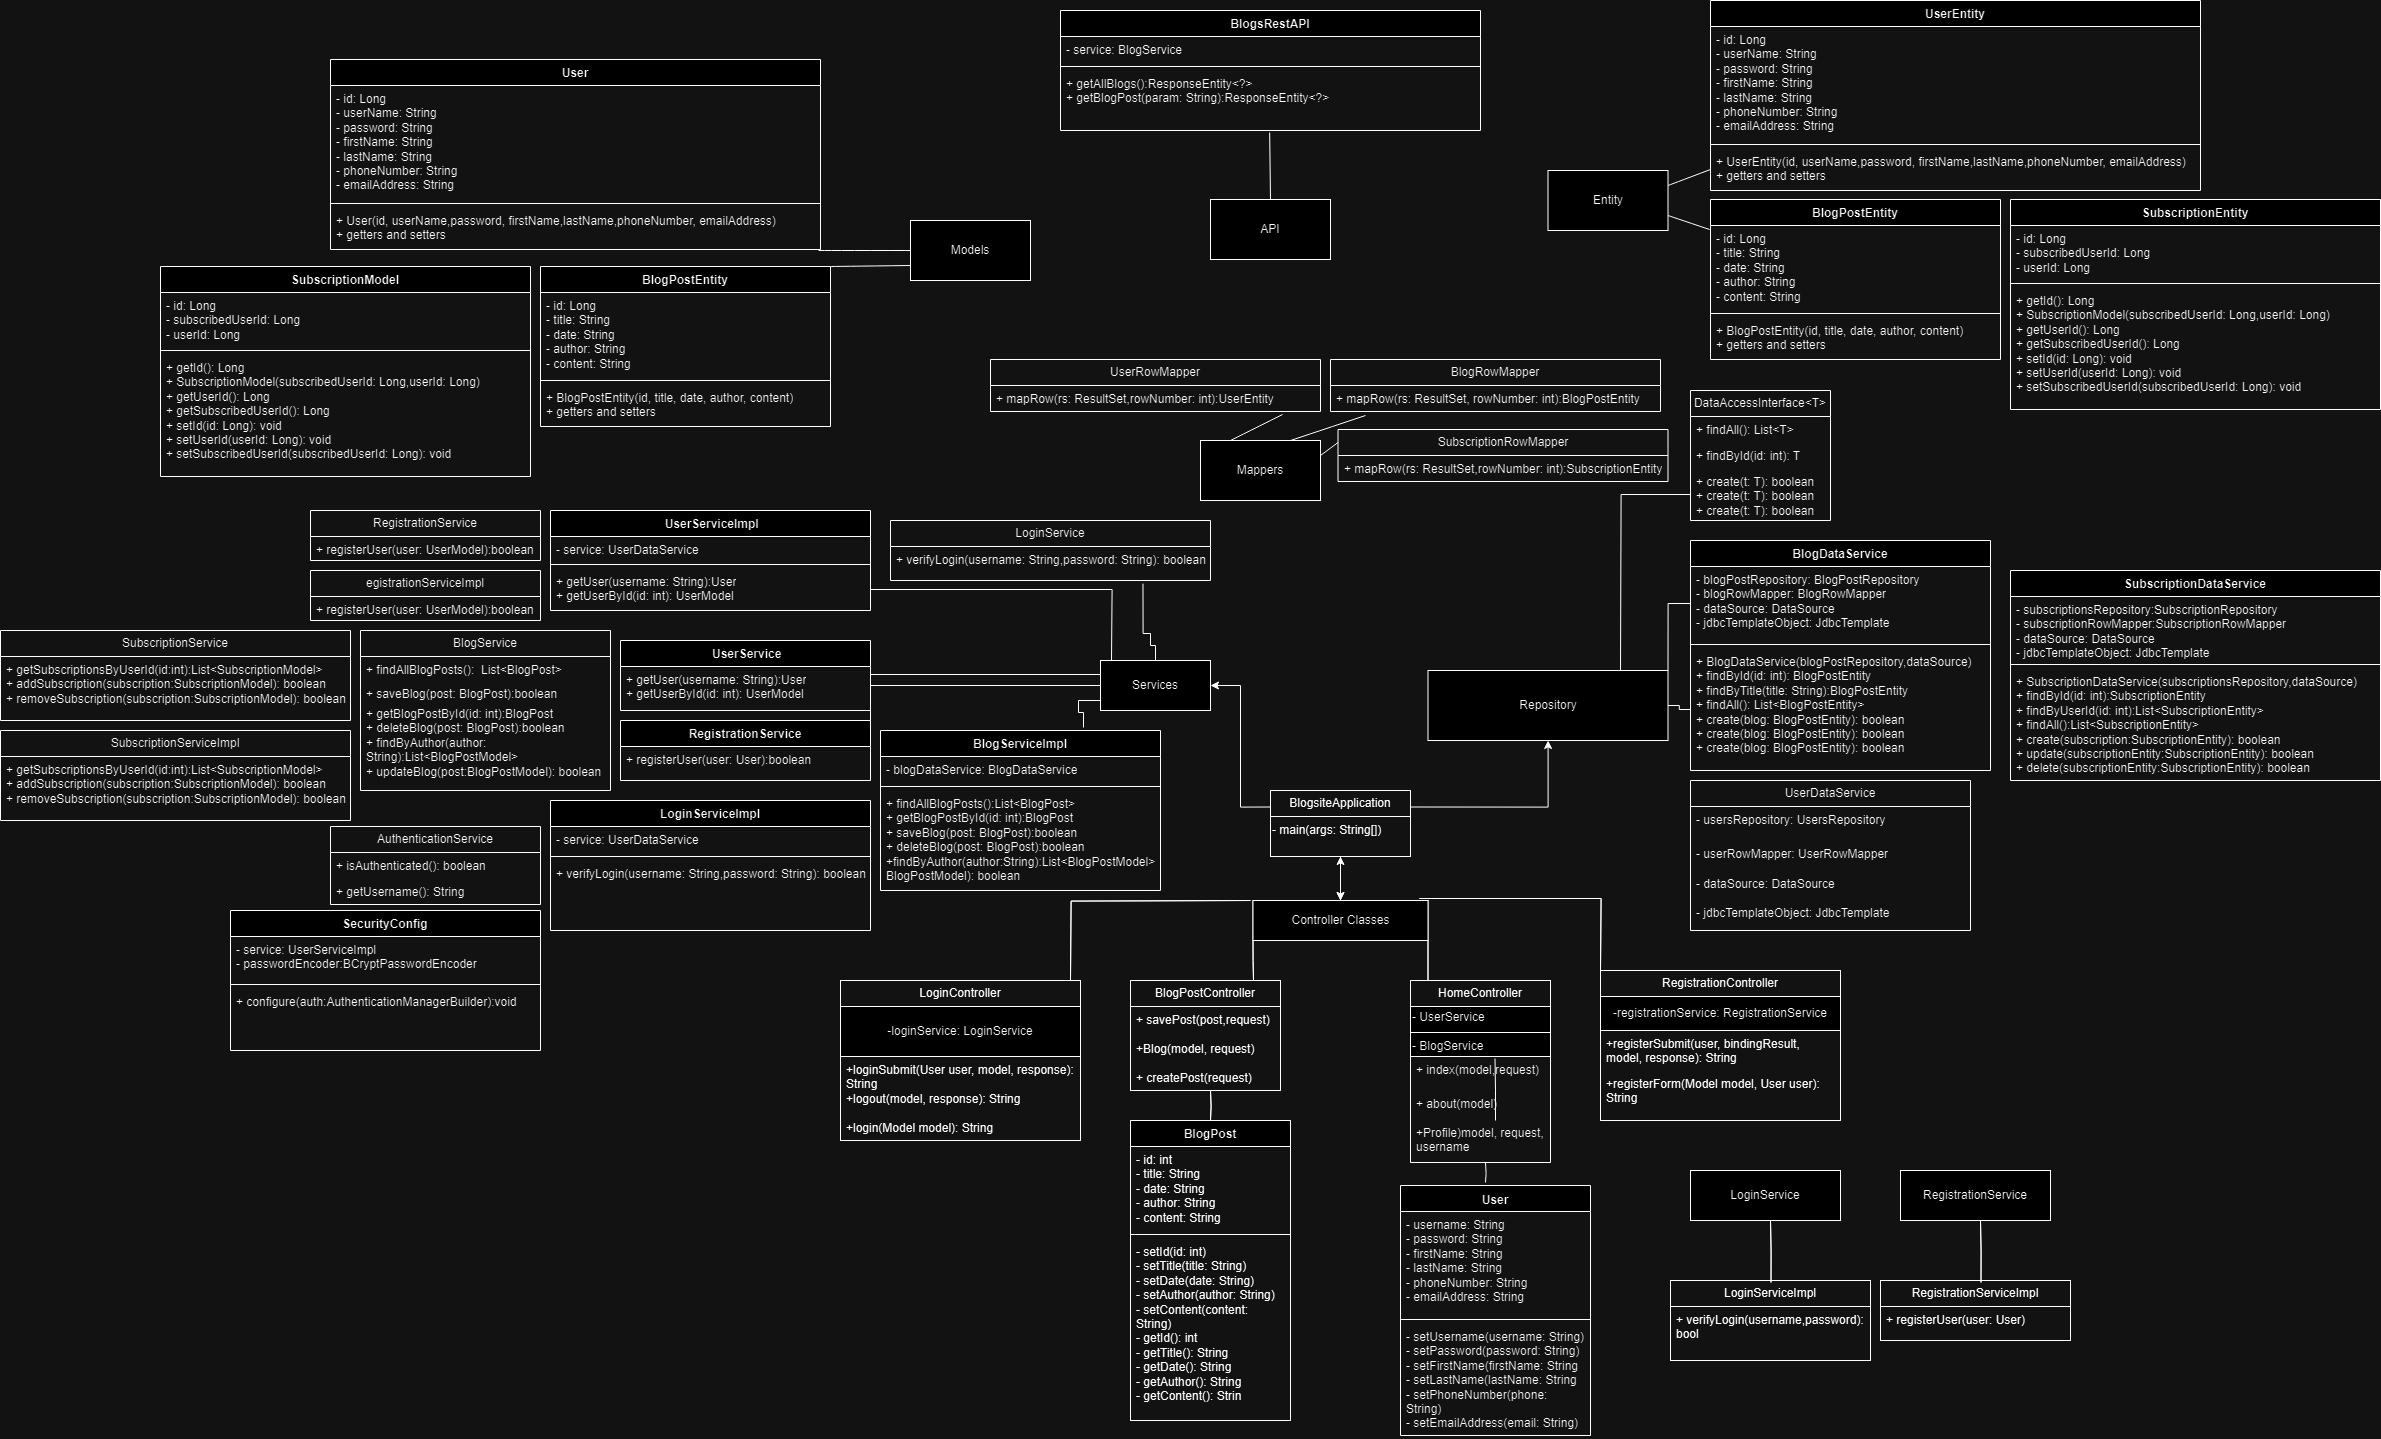 BlogsRestAPI
- service: BlogService
+ getAllBlogs():ResponseEntity<?>
+ getBlogPost(param: String):ResponseEntity<?>
API
UserEntity
- id: Long
- userName: String
- password: String
- firstName: String
- lastName: String
- phoneNumber: String
- emailAddress: String
+ UserEntity(id, userName,password, firstName,lastName,phoneNumber, emailAddress)
+ getters and setters
Entity
User
- id: Long
- userName: String
- password: String
- firstName: String
- lastName: String
- phoneNumber: String
- emailAddress: String
+ User(id, userName,password, firstName,lastName,phoneNumber, emailAddress)
+ getters and setters
Models
BlogPostEntity
- id: Long
- title: String
- date: String
- author: String
- content: String
+ BlogPostEntity(id, title, date, author, content)
+ getters and setters
SubscriptionEntity
- id: Long
- subscribedUserId: Long
- userId: Long
+ getId(): Long
+ SubscriptionModel(subscribedUserId: Long,userId: Long)
+ getUserId(): Long
+ getSubscribedUserId(): Long
+ setId(id: Long): void
+ setUserId(userId: Long): void
+ setSubscribedUserId(subscribedUserId: Long): void
SubscriptionModel
- id: Long
- subscribedUserId: Long
- userId: Long
+ getId(): Long
+ SubscriptionModel(subscribedUserId: Long,userId: Long)
+ getUserId(): Long
+ getSubscribedUserId(): Long
+ setId(id: Long): void
+ setUserId(userId: Long): void
+ setSubscribedUserId(subscribedUserId: Long): void
BlogPostEntity
- id: Long
- title: String
- date: String
- author: String
- content: String
+ BlogPostEntity(id, title, date, author, content)
+ getters and setters
UserRowMapper
+ mapRow(rs: ResultSet,rowNumber: int):UserEntity
BlogRowMapper
+ mapRow(rs: ResultSet, rowNumber: int):BlogPostEntity
SubscriptionRowMapper
+ mapRow(rs: ResultSet,rowNumber: int):SubscriptionEntity
Mappers
DataAccessInterface<T>
+ findAll(): List<T>
+ findById(id: int): T
+ create(t: T): boolean
+ create(t: T): boolean
+ create(t: T): boolean
RegistrationService
+ registerUser(user: UserModel):boolean
egistrationServiceImpl
+ registerUser(user: UserModel):boolean
UserServiceImpl
- service: UserDataService
+ getUser(username: String):User
+ getUserById(id: int): UserModel
LoginService
+ verifyLogin(username: String,password: String): boolean
BlogDataService
- blogPostRepository: BlogPostRepository
- blogRowMapper: BlogRowMapper
- dataSource: DataSource
- jdbcTemplateObject: JdbcTemplate
+ BlogDataService(blogPostRepository,dataSource)
+ findById(id: int): BlogPostEntity
+ findByTitle(title: String):BlogPostEntity
+ findAll(): List<BlogPostEntity>
+ create(blog: BlogPostEntity): boolean
+ create(blog: BlogPostEntity): boolean
+ create(blog: BlogPostEntity): boolean
SubscriptionDataService
- subscriptionsRepository:SubscriptionRepository
- subscriptionRowMapper:SubscriptionRowMapper
- dataSource: DataSource
- jdbcTemplateObject: JdbcTemplate
+ SubscriptionDataService(subscriptionsRepository,dataSource)
+ findById(id: int):SubscriptionEntity
+ findByUserId(id: int):List<SubscriptionEntity>
+ findAll():List<SubscriptionEntity>
+ create(subscription:SubscriptionEntity): boolean
+ update(subscriptionEntity:SubscriptionEntity): boolean
+ delete(subscriptionEntity:SubscriptionEntity): boolean
SubscriptionService
+ getSubscriptionsByUserId(id:int):List<SubscriptionModel>
+ addSubscription(subscription:SubscriptionModel): boolean
+ removeSubscription(subscription:SubscriptionModel): boolean
SubscriptionServiceImpl
+ getSubscriptionsByUserId(id:int):List<SubscriptionModel>
+ addSubscription(subscription:SubscriptionModel): boolean
+ removeSubscription(subscription:SubscriptionModel): boolean
BlogService
+ findAllBlogPosts(): List<BlogPost>
+ saveBlog(post: BlogPost):boolean
+ getBlogPostById(id: int):BlogPost
+ deleteBlog(post: BlogPost):boolean
+ findByAuthor(author:
String):List<BlogPostModel>
+ updateBlog(post:BlogPostModel): boolean
UserService
+ getUser(username: String):User
+ getUserById(id: int): UserModel
RegistrationService
+ registerUser(user: User):boolean
Services
Repository
BlogServiceImpl
- blogDataService: BlogDataService
+ findAllBlogPosts():List<BlogPost>
+ getBlogPostById(id: int):BlogPost
+ saveBlog(post: BlogPost):boolean
+ deleteBlog(post: BlogPost):boolean
+findByAuthor(author:String):List<BlogPostModel>
BlogPostModel): boolean
LoginServiceImpl
- service: UserDataService
+ verifyLogin(username: String,password: String): boolean
BlogsiteApplication
- main(args: String[])
UserDataService
- usersRepository: UsersRepository
- userRowMapper: UserRowMapper
- dataSource: DataSource
- jdbcTemplateObject: JdbcTemplate
AuthenticationService
+ isAuthenticated(): boolean
+ getUsername(): String
SecurityConfig
- service: UserServiceImpl
- passwordEncoder:BCryptPasswordEncoder
+ configure(auth:AuthenticationManagerBuilder):void
Controller Classes
LoginController
-loginService: LoginService
+loginSubmit(User user, model, response):
String
+logout(model, response): String
+login(Model model): String
BlogPostController
+ savePost(post,request)
+Blog(model, request)
+ createPost(request)
HomeController
- UserService
- BlogService
+ index(model,request)
+ about(model)
+Profile)model, request,
username
RegistrationController
-registrationService: RegistrationService
+registerSubmit(user, bindingResult,
model, response): String
+registerForm(Model model, User user):
String
BlogPost
- id: int
- title: String
- date: String
- author: String
- content: String
- setId(id: int)
- setTitle(title: String)
- setDate(date: String)
- setAuthor(author: String)
- setContent(content:
String)
- getId(): int
- getTitle(): String
- getDate(): String
- getAuthor(): String
- getContent(): Strin
User
- username: String
- password: String
- firstName: String
- lastName: String
- phoneNumber: String
- emailAddress: String
- setUsername(username: String)
- setPassword(password: String)
- setFirstName(firstName: String
- setLastName(lastName: String
- setPhoneNumber(phone:
String)
- setEmailAddress(email: String)
LoginService
RegistrationService
LoginServiceImpl
+ verifyLogin(username,password):
bool
RegistrationServiceImpl
+ registerUser(user: User)